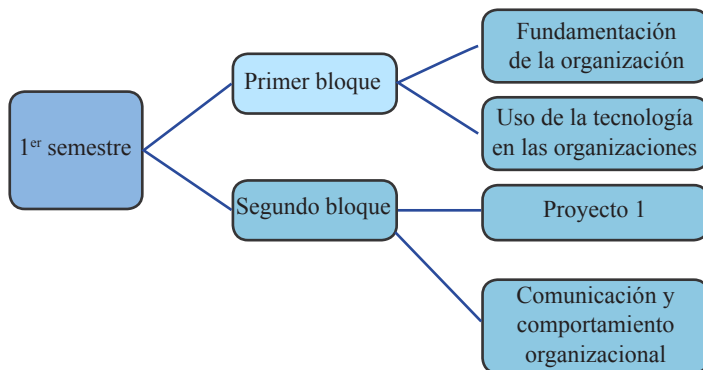 1er semestre
Primer bloque
Fundamentación
de la organización
Uso de la tecnología
en las organizaciones
Segundo bloque
Proyecto 1
Comunicación y
comportamiento
organizacional